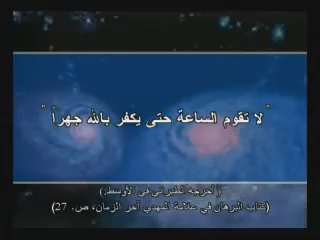 "لا تقوم الساعة حتى يكفر بالله جهراً"
(أخرجه الطبراني في الأوسط.)
(كتاب البرهان في علامة المهدي آخر الزمان، ص. 27)